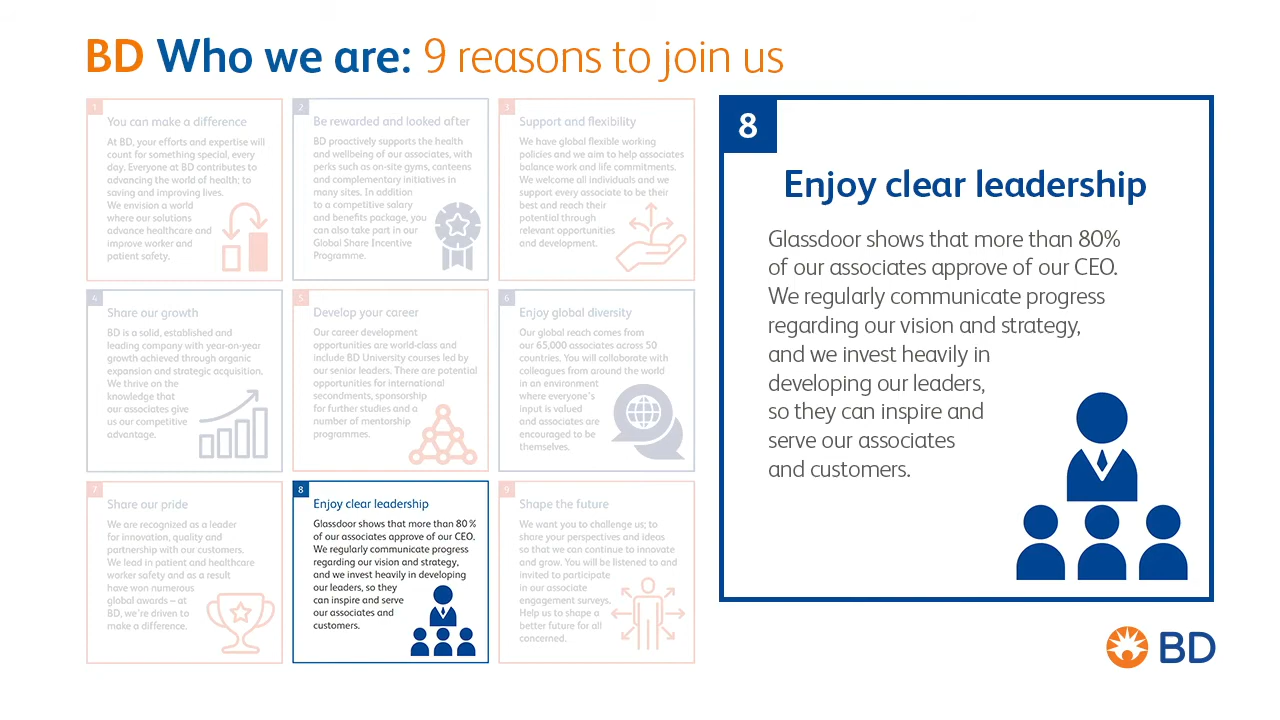 BD Who we are: 9 reasons to join us
1
You can make a difference
At BD, your efforts and expertise will
count for something special, every
day. Everyone at BD contributes to
advancing the world of health; to
saving and improving lives.
We envision a world
where our solutions
advance healthcare and
improve worker and
patient safety.
2
Be rewarded and looked after
BD proactively supports the health
and wellbeing of our associates, with
perks such as on-site gyms, canteens
and complementary initiatives in
many sites. In addition
to a competitive salary
and benefits package, you
can also take part in our
Global Share Incentive
Programme.
3
Support and flexibility
We have global flexible working
policies and we aim to help associates
balance work and life commitments.
We welcome all individuals and we
support every associate to be their
best and reach their
potential through
relevant opportunities
and development.
4
Share our growth
BD is a solid, established and
leading company with year-on-year
growth achieved through organic
expansion and strategic acquisition.
We thrive on the
knowledge that
our associates give
us our competitive
advantage.
5
Develop your career
Our career development
opportunities are world-class and
include BD University courses led by
our senior leaders. There are potential
opportunities for international
secondments, sponsorship
for further studies and a
number of mentorship
programmes.
6
Enjoy global diversity
Our global reach comes from
our 65,000 associates across 50
countries. You will collaborate with
colleagues from around the world
in an environment
where everyone's
input is valued
and associates are
encouraged to be
themselves.
7
Share our pride
We are recognized as a leader
for innovation, quality and
partnership with our customers.
We lead in patient and healthcare
worker safety and as a result
have won numerous
global awards – at
BD, we're driven to
make a difference.
8
Enjoy clear leadership
Glassdoor shows that more than 80%
of our associates approve of our CEO.
We regularly communicate progress
regarding our vision and strategy,
and we invest heavily in developing
our leaders, so they
can inspire and serve
our associates and
customers.
9
Shape the future
We want you to challenge us; to
share your perspectives and ideas
so that we can continue to innovate
and grow. You will be listened to and
invited to participate
in our associate
engagement surveys.
Help us to shape a
better future for all
concerned.
8
Enjoy clear leadership
Glassdoor shows that more than 80%
of our associates approve of our CEO.
We regularly communicate progress
regarding our vision and strategy,
and we invest heavily in
developing our leaders,
so they can inspire and
serve our associates
and customers.
BD